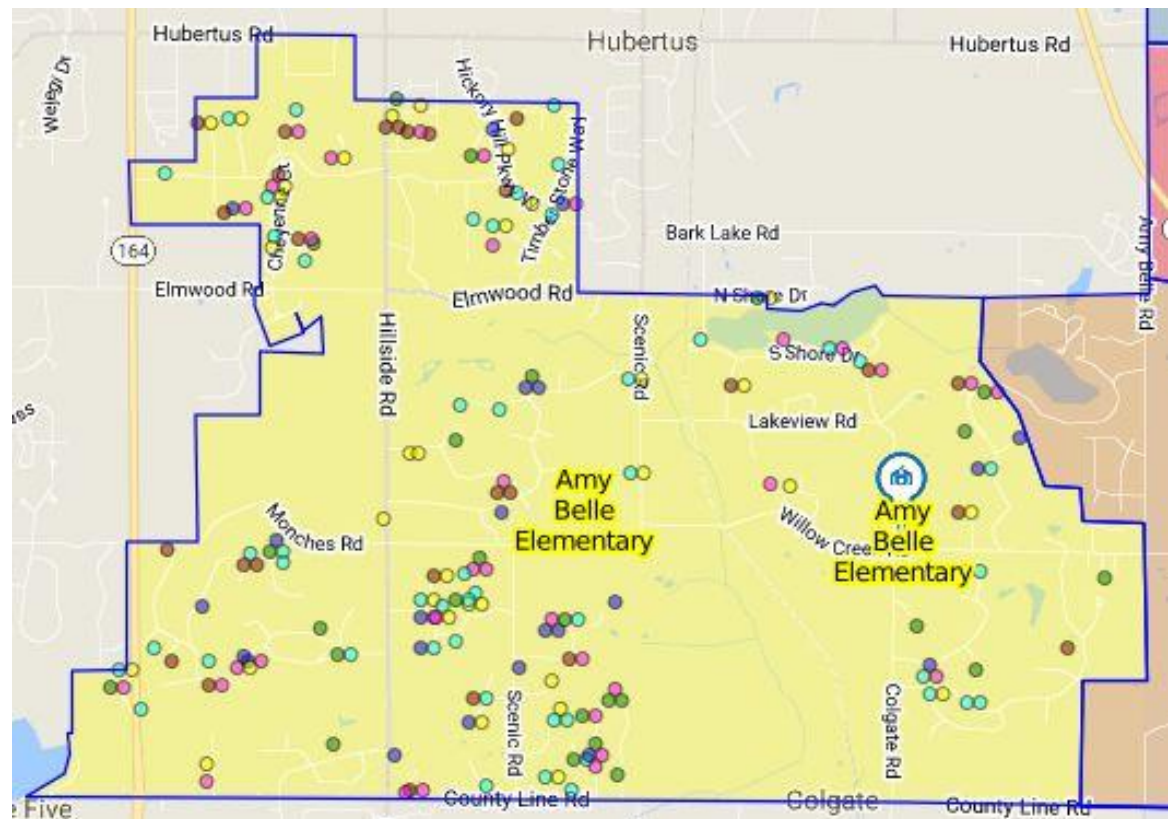 Hubertus Rd
Hubertus
Hubertus Rd
Wejegi Dr
Hickory Hill Pkwy N
Timber Stone Way
Cheyenne Ct
164
Bark Lake Rd
Amy Belle Rd
Elmwood Rd
Elmwood Rd
N Shore Dr
Hillside Rd
Scenic Rd
S Shore Dr
Lakeview Rd
Amy
Belle
Elementary
Amy
Belle
Elementary
Monches Rd
Willow Creek
Scenic Rd
Colgate Rd
County Line Rd
Colgate
County Line Rd
e Five